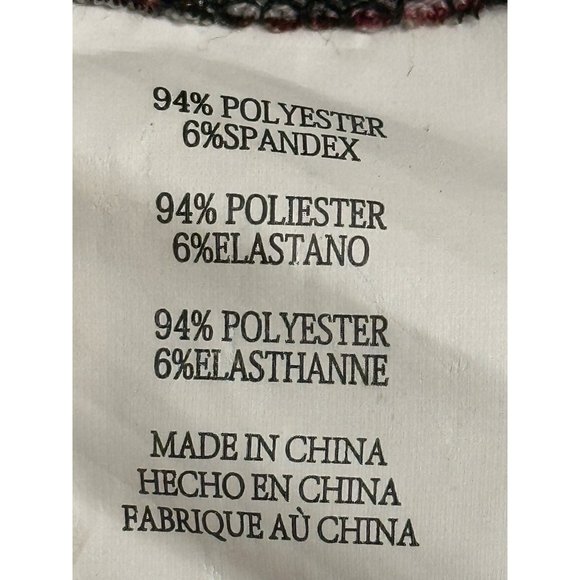 94% POLYESTER
6%SPANDEX
94% POLIESTER
6%ELASTANO
94% POLYESTER
6%ELASTHANNE
MADE IN CHINA
HECHO EN CHINA
FABRIQUE AÙ CHINA